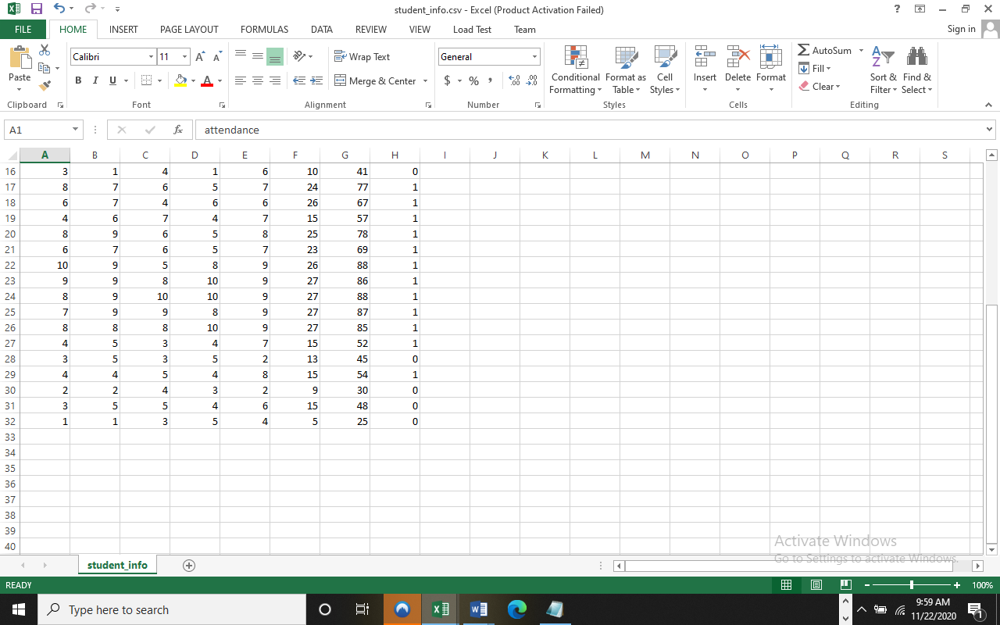 student_info.csv - Excel (Product Activation Failed)
FILE HOME INSERT PAGE LAYOUT FORMULAS DATA REVIEW VIEW Load Test Team Sign in
Calibri 11 Wrap Text General AutoSum
Paste Conditional Format as Cell Insert Delete Format Fill Sort & Find &
B I U A Merge & Center $ % , Formatting Table Styles Clear Filter Select
Clipboard Font Alignment Number Styles Cells Editing
A1 fx attendance
A B C D E F G H I J K L M N O P Q R S
16 3 1 4 1 6 10 41 0
17 8 7 6 5 7 24 77 1
18 6 7 4 6 6 26 67 1
19 4 6 7 4 7 15 57 1
20 8 9 6 5 8 25 78 1
21 6 7 6 5 7 23 69 1
22 10 9 5 8 9 26 88 1
23 9 9 8 10 9 27 86 1
24 8 9 10 10 9 27 88 1
25 7 9 9 8 9 27 87 1
26 8 8 8 10 9 27 85 1
27 4 5 3 4 7 15 52 1
28 3 5 3 5 2 13 45 0
29 4 4 5 4 8 15 54 1
30 2 2 4 3 2 9 30 0
31 3 5 5 4 6 15 48 0
32 1 1 3 5 4 5 25 0
33
34
35
36
37
38
39
40
Activate Windows
Go to Settings to activate Windows.
student_info
READY 100%
Type here to search
9:59 AM
11/22/2020
1